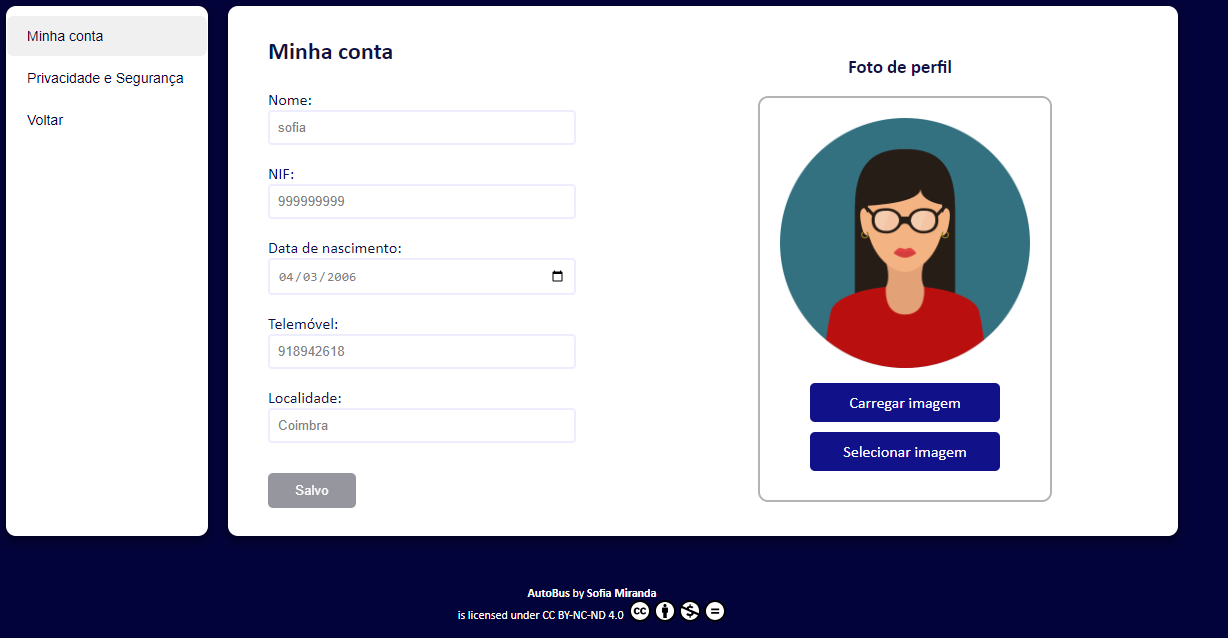 Minha conta
Privacidade e Segurança
Voltar
Minha conta
Nome:
sofia
NIF:
999999999
Data de nascimento:
04/03/2006
Telemóvel:
918942618
Localidade:
Coimbra
Salvo
Foto de perfil
Carregar imagem
Selecionar imagem
AutoBus by Sofia Miranda
is licensed under CC BY-NC-ND 4.0